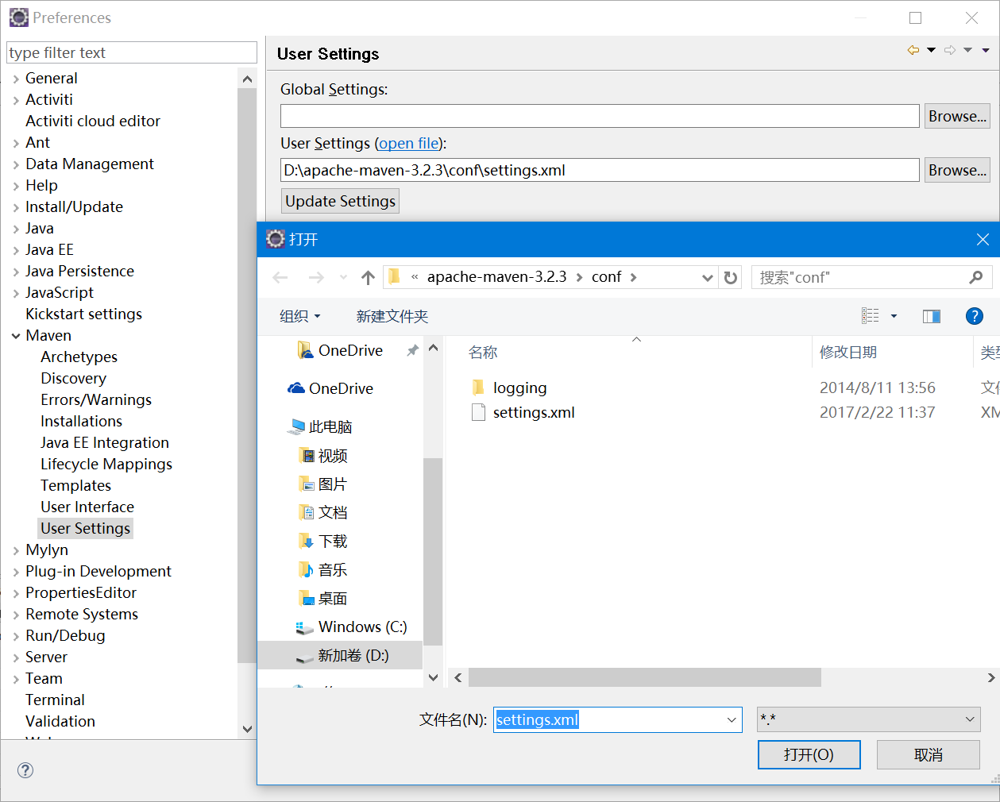 Preferences
type filter text
General
Activiti
Activiti cloud editor
Ant
Data Management
Help
Install/Update
Java
Java EE
Java Persistence
JavaScript
Kickstart settings
Maven
Archetypes
Discovery
Errors/Warnings
Installations
Java EE Integration
Lifecycle Mappings
Templates
User Interface
User Settings
Mylyn
Plug-in Development
PropertiesEditor
Remote Systems
Run/Debug
Server
Team
Terminal
Validation
User Settings
Global Settings:
Browse...
User Settings (open file):
D:\apache-maven-3.2.3\conf\settings.xml
Browse...
Update Settings
打开
« apache-maven-3.2.3 > conf >
搜索"conf"
组织
新建文件夹
OneDrive
OneDrive
此电脑
视频
图片
文档
下载
音乐
桌面
Windows (C:)
新加卷 (D:)
名称 修改日期
logging 2014/8/11 13:56
settings.xml 2017/2/22 11:37
文件名(N): settings.xml
*.*
打开(O)
取消